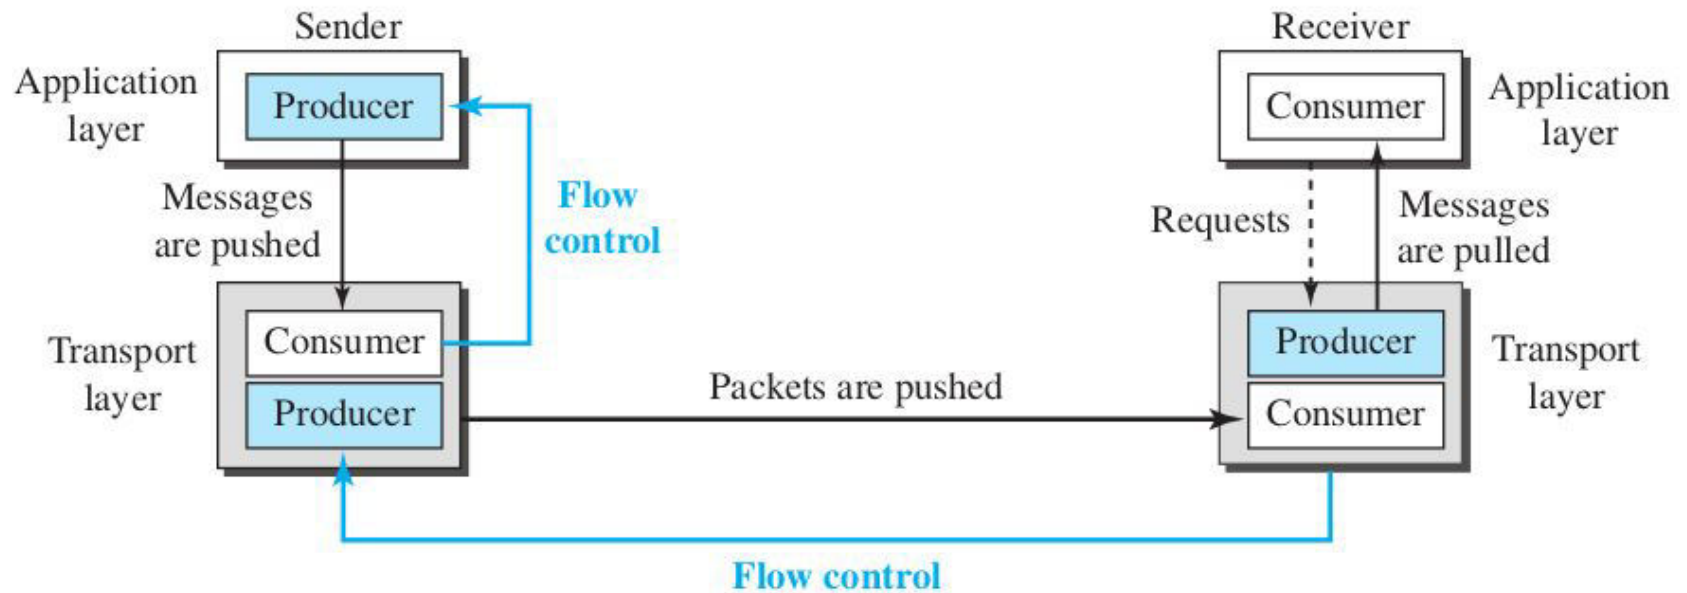 Sender
Receiver
Application
layer
Producer
Consumer
Application
layer
Messages
are pushed
Flow
control
Requests
Messages
are pulled
Transport
layer
Consumer
Producer
Packets are pushed
Producer
Consumer
Transport
layer
Flow control